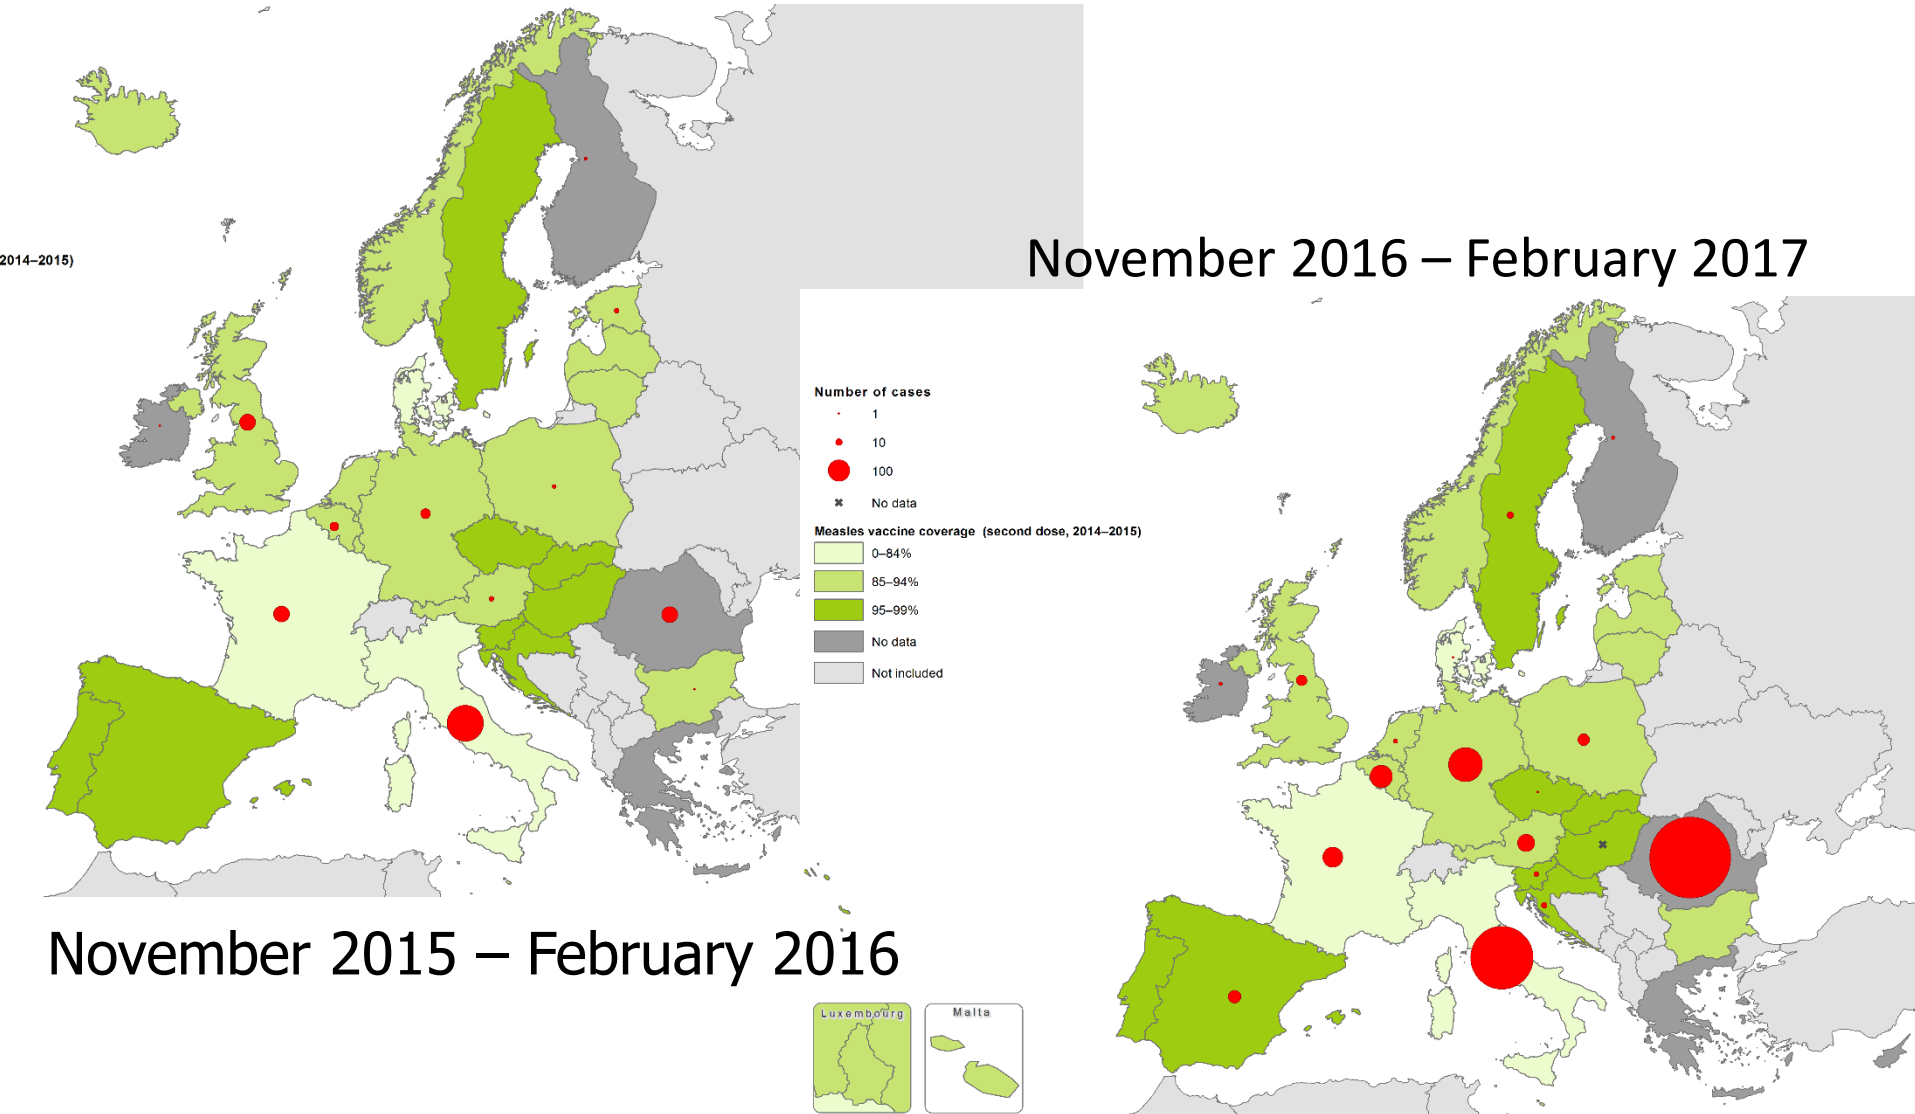 2014–2015)
November 2016 – February 2017
Number of cases
1
10
100
No data
Measles vaccine coverage (second dose, 2014–2015)
0–84%
85–94%
95–99%
No data
Not included
November 2015 – February 2016
Luxembourg
Malta